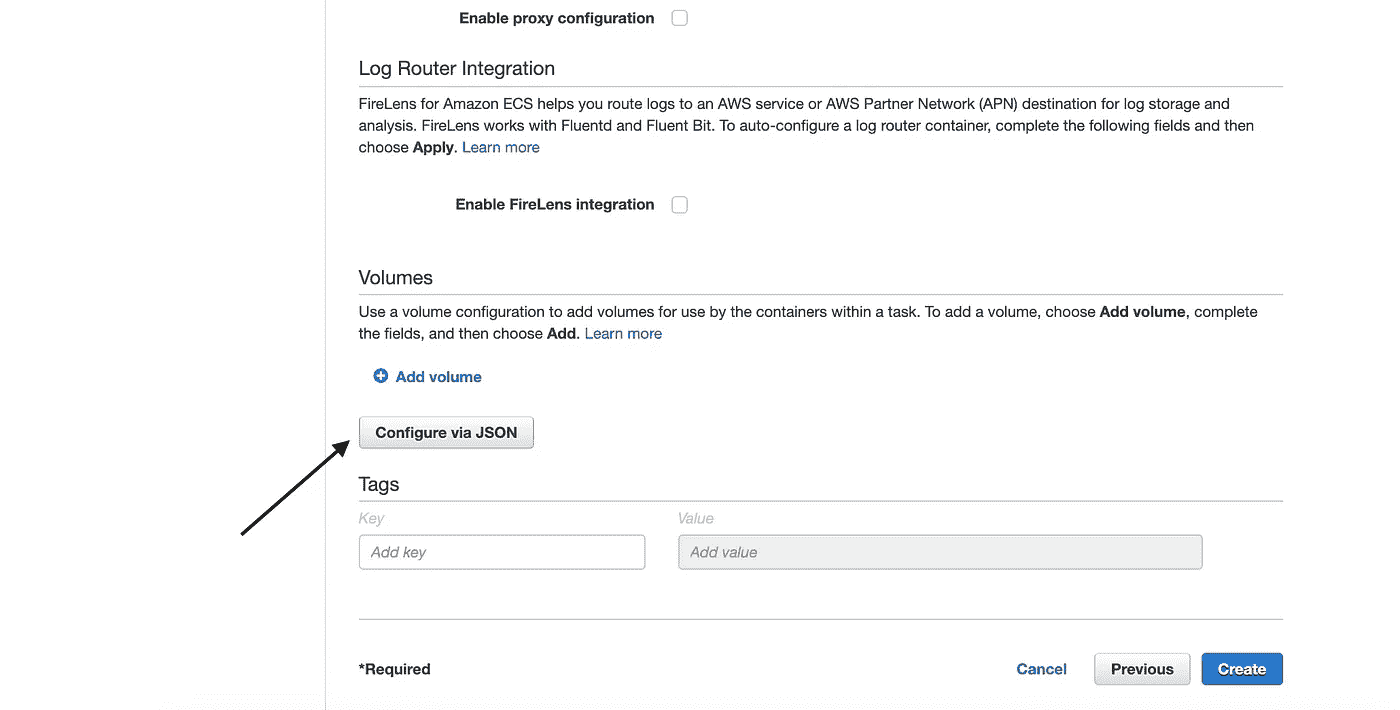 Enable proxy configuration
Log Router Integration
FireLens for Amazon ECS helps you route logs to an AWS service or AWS Partner Network (APN) destination for log storage and
analysis. FireLens works with Fluentd and Fluent Bit. To auto-configure a log router container, complete the following fields and then
choose Apply. Learn more
Enable FireLens integration
Volumes
Use a volume configuration to add volumes for use by the containers within a task. To add a volume, choose Add volume, complete
the fields, and then choose Add. Learn more
Add volume
Configure via JSON
Tags
Key Value
Add key Add value
*Required Cancel Previous Create